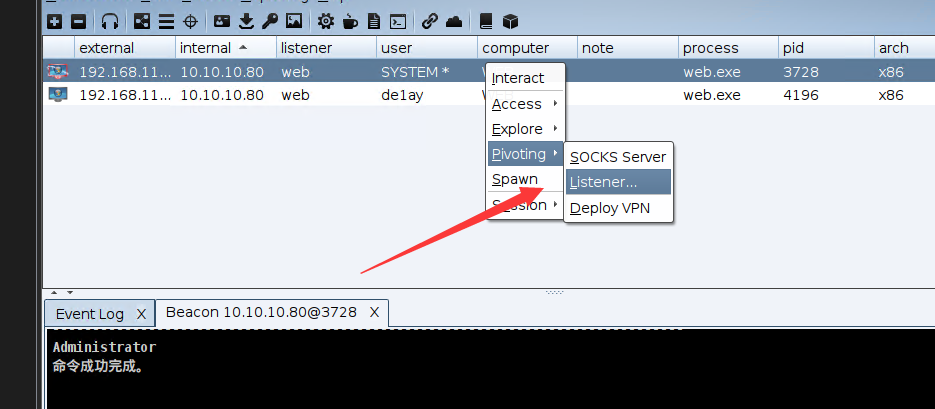 external internal listener user computer note process pid arch
192.168.11... 10.10.10.80 web SYSTEM * web.exe 3728 x86
192.168.11... 10.10.10.80 web de1ay web.exe 4196 x86
Interact
Access
Explore
Pivoting
Spawn
Session
SOCKS Server
Listener...
Deploy VPN
Event Log X Beacon 10.10.10.80@3728 X
Administrator
命令成功完成。